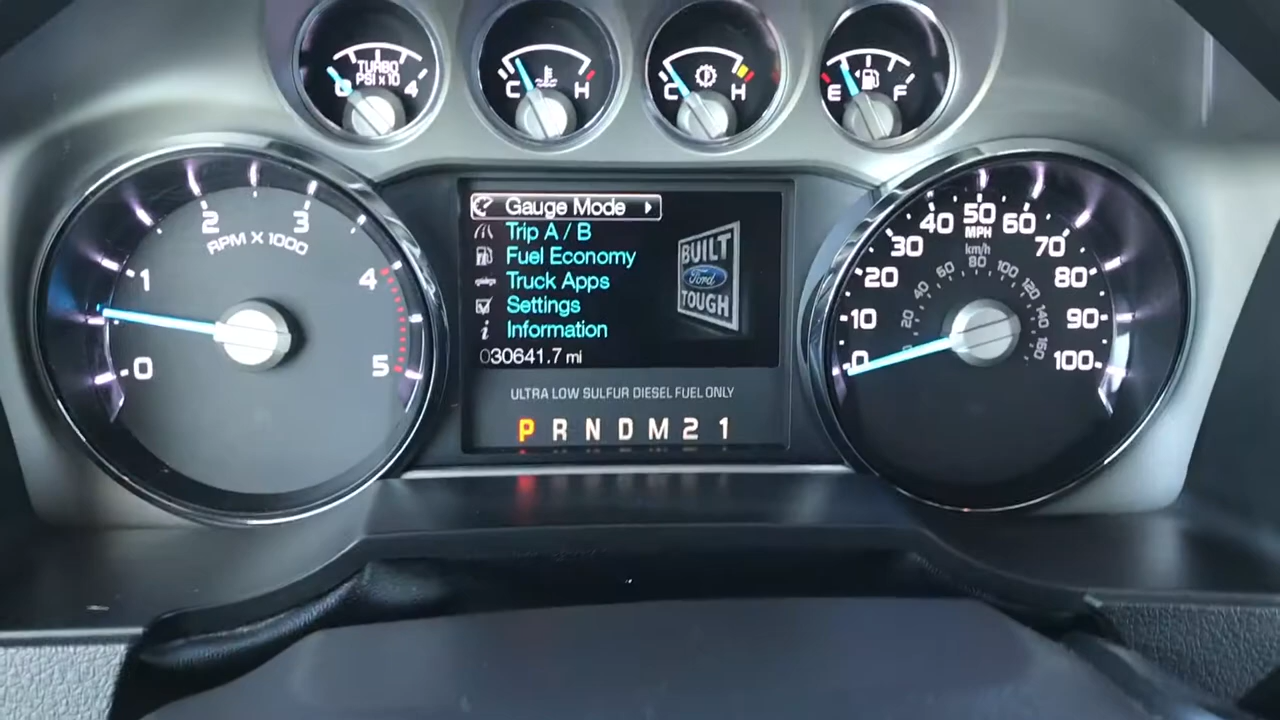 TURBO
PSI x 10
0 4
C H
C H
E F
0 1 2 3 4 5
RPM X 1000
Gauge Mode
Trip A / B
Fuel Economy
Truck Apps
Settings
Information
030641.7 mi
BUILT
Ford
TOUGH
ULTRA LOW SULFUR DIESEL FUEL ONLY
P R N D M 2 1
0 10 20 30 40 50 60 70 80 90 100
MPH
km/h
20 40 60 80 100 120 140 160